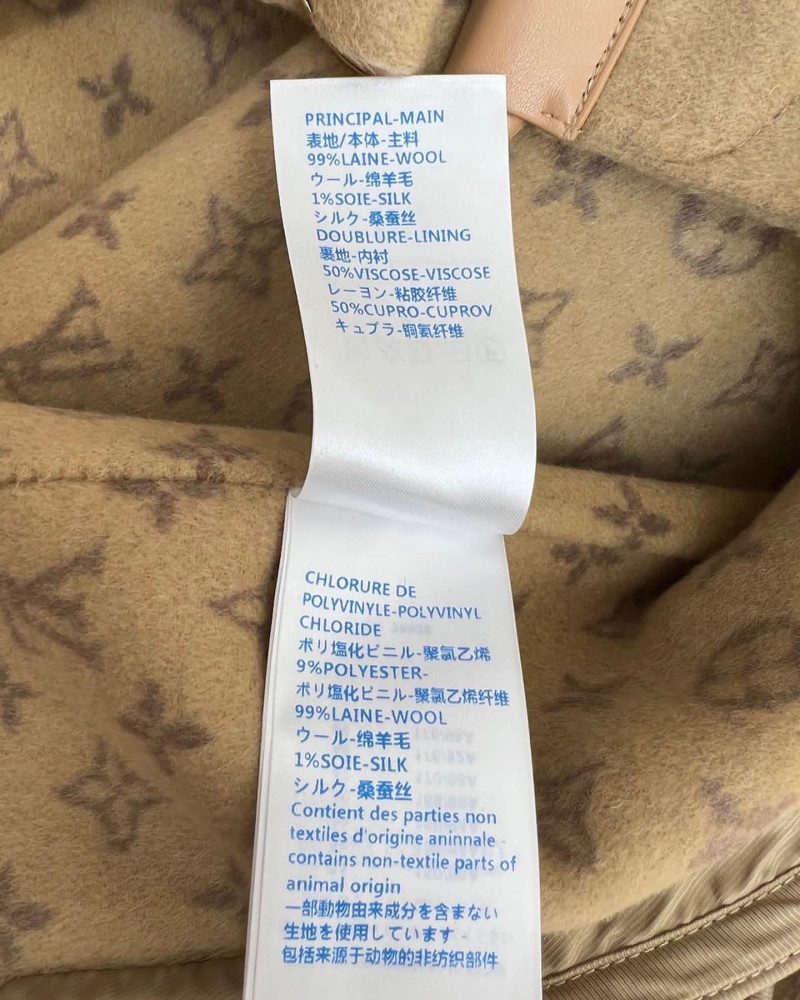 PRINCIPAL-MAIN
表地/本体-主料
99%LAINE-WOOL
ウール-绵羊毛
1%SOIE-SILK
シルク-桑蚕丝
DOUBLURE-LINING
裏地-内衬
50%VISCOSE-VISCOSE
レーヨン-粘胶纤维
50%CUPRO-CUPROV
キュプラ-铜氨纤维
CHLORURE DE
POLYVINYLE-POLYVINYL
CHLORIDE
ポリ塩化ビニル-聚氯乙烯
9%POLYESTER-
ポリ塩化ビニル-聚氯乙烯纤维
99%LAINE-WOOL
ウール-绵羊毛
1%SOIE-SILK
シルク-桑蚕丝
Contient des parties non
textiles d'origine aninnale -
contains non-textile parts of
animal origin
一部動物由来成分を含まない
生地を使用しています -
包括来源于动物的非纺织部件